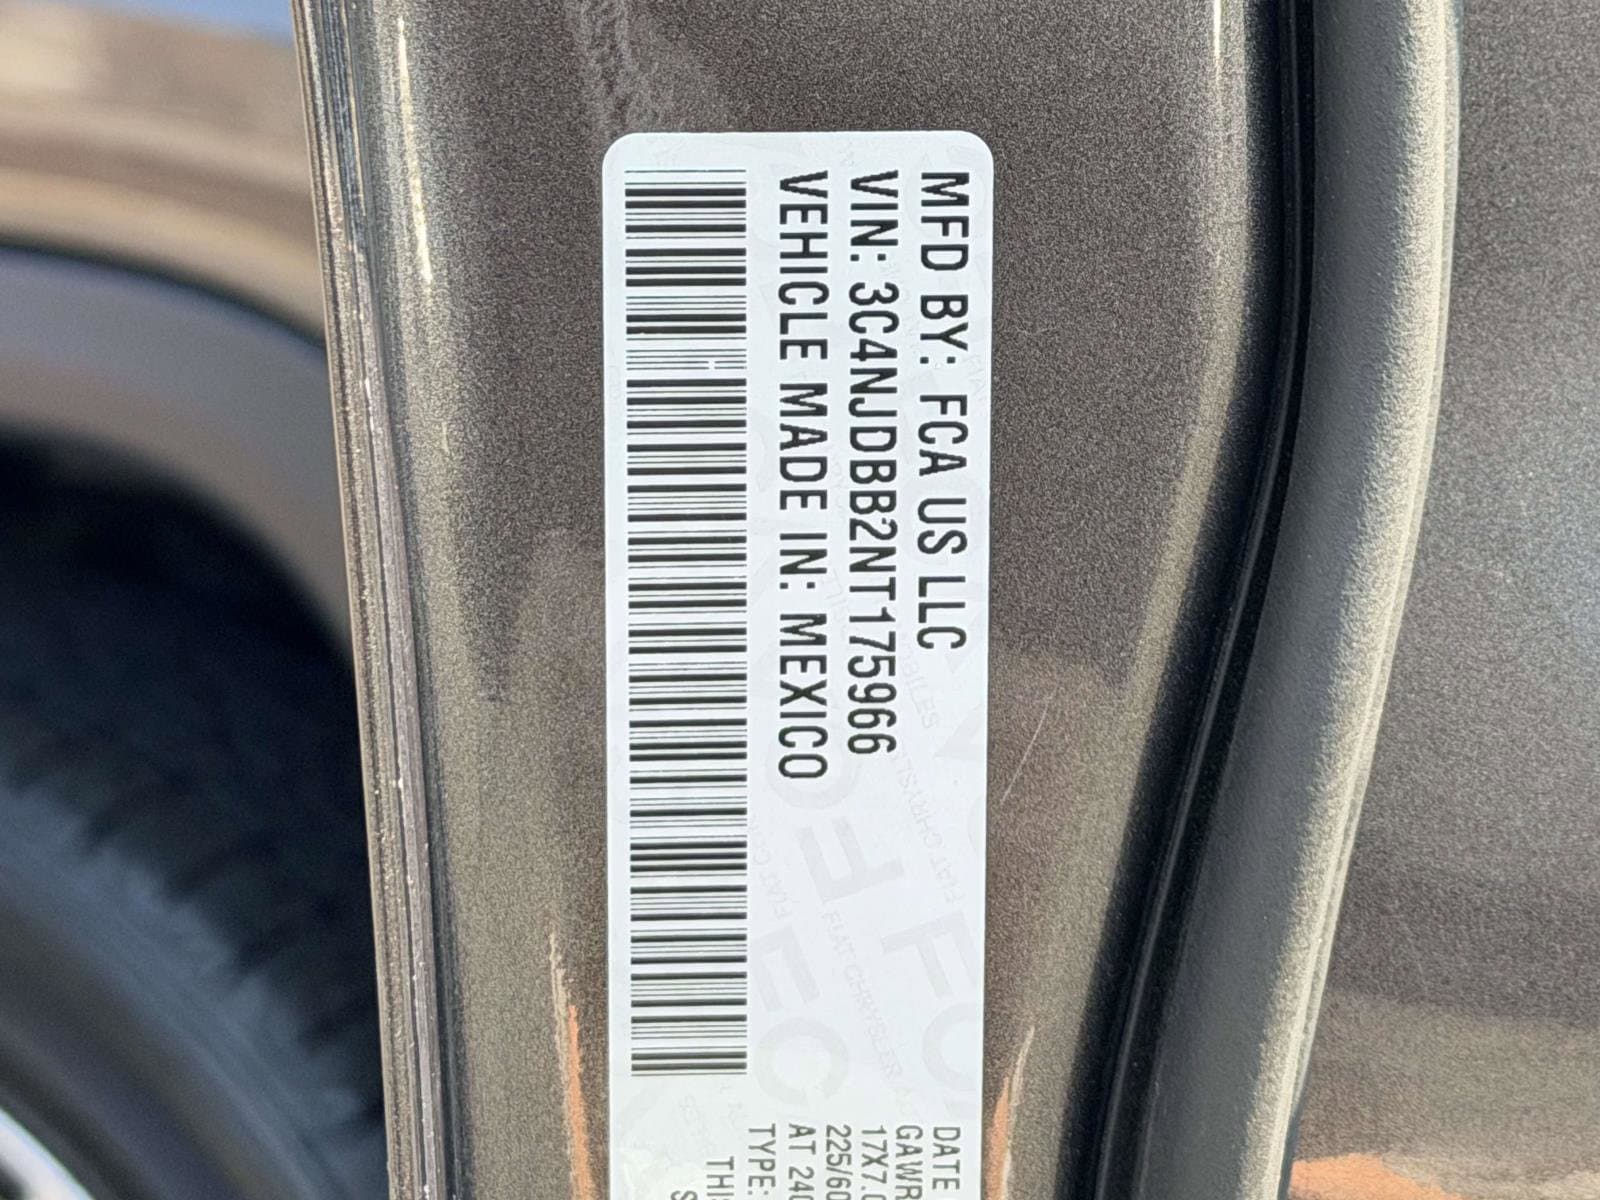 MFD BY: FCA US LLC
VIN: 3C4NJDBB2NT175966
VEHICLE MADE IN: MEXICO
DATE
GAWR
17X7.0
225/60
AT 240
TYPE:
THIS